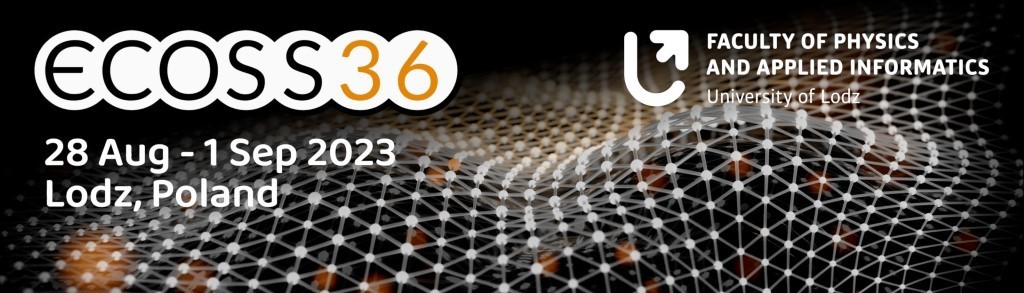 ECOSS36
28 Aug - 1 Sep 2023
Lodz, Poland
FACULTY OF PHYSICS
AND APPLIED INFORMATICS
University of Lodz